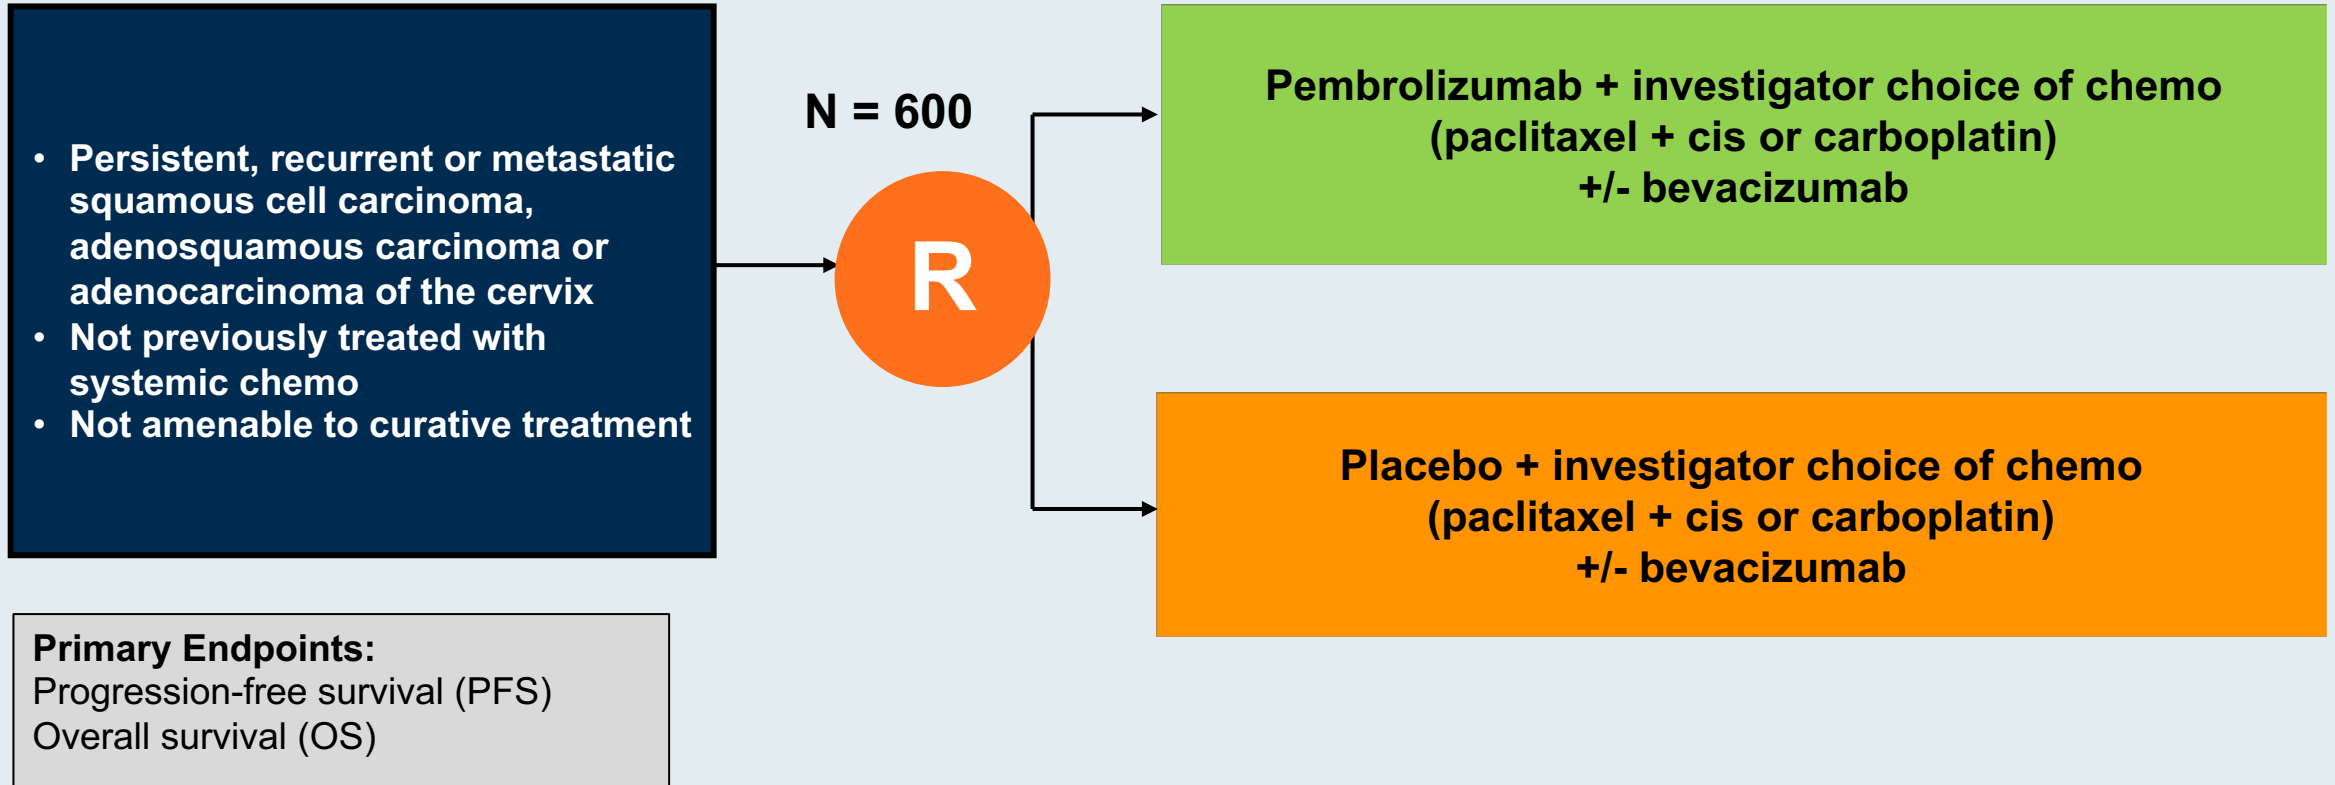 • Persistent, recurrent or metastatic
squamous cell carcinoma,
adenosquamous carcinoma or
adenocarcinoma of the cervix
• Not previously treated with
systemic chemo
• Not amenable to curative treatment
N = 600
R
Pembrolizumab + investigator choice of chemo
(paclitaxel + cis or carboplatin)
+/- bevacizumab
Placebo + investigator choice of chemo
(paclitaxel + cis or carboplatin)
+/- bevacizumab
Primary Endpoints:
Progression-free survival (PFS)
Overall survival (OS)